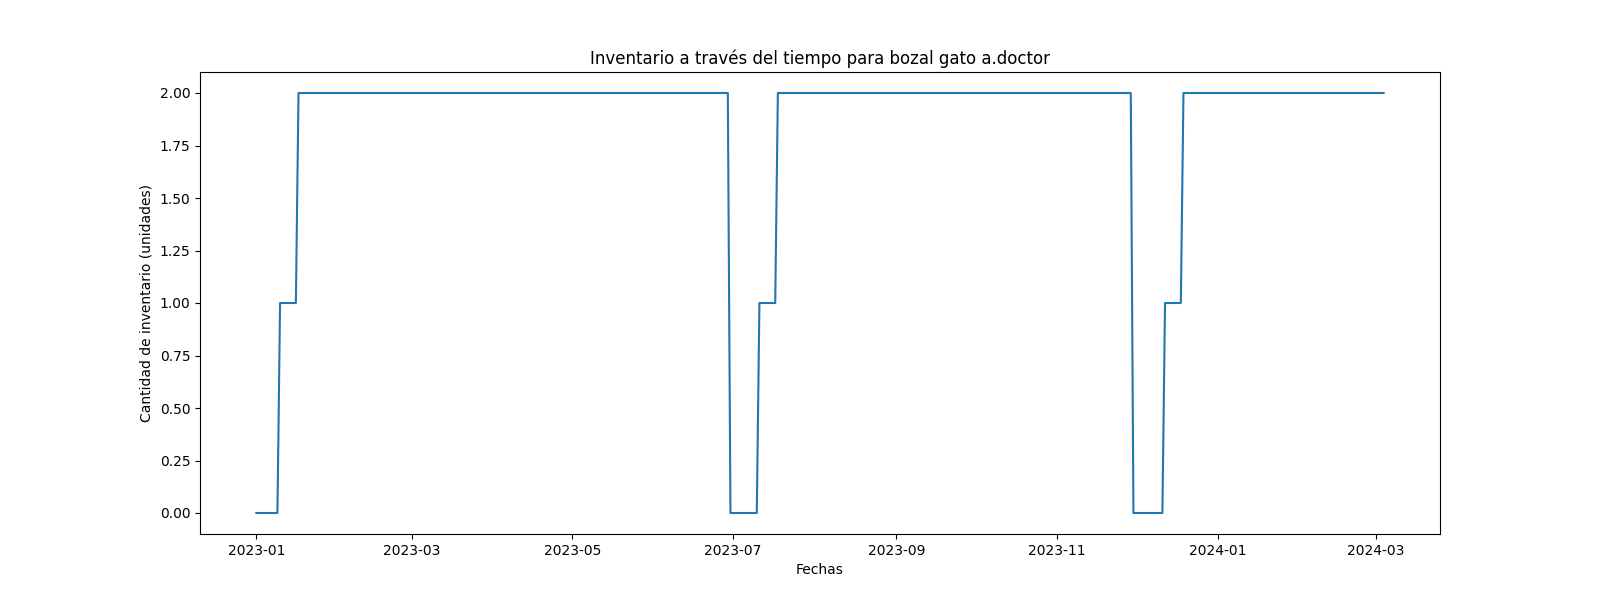 Inventario a través del tiempo para bozal gato a.doctor
Cantidad de inventario (unidades)
2.00
1.75
1.50
1.25
1.00
0.75
0.50
0.25
0.00
2023-01 2023-03 2023-05 2023-07 2023-09 2023-11 2024-01 2024-03
Fechas